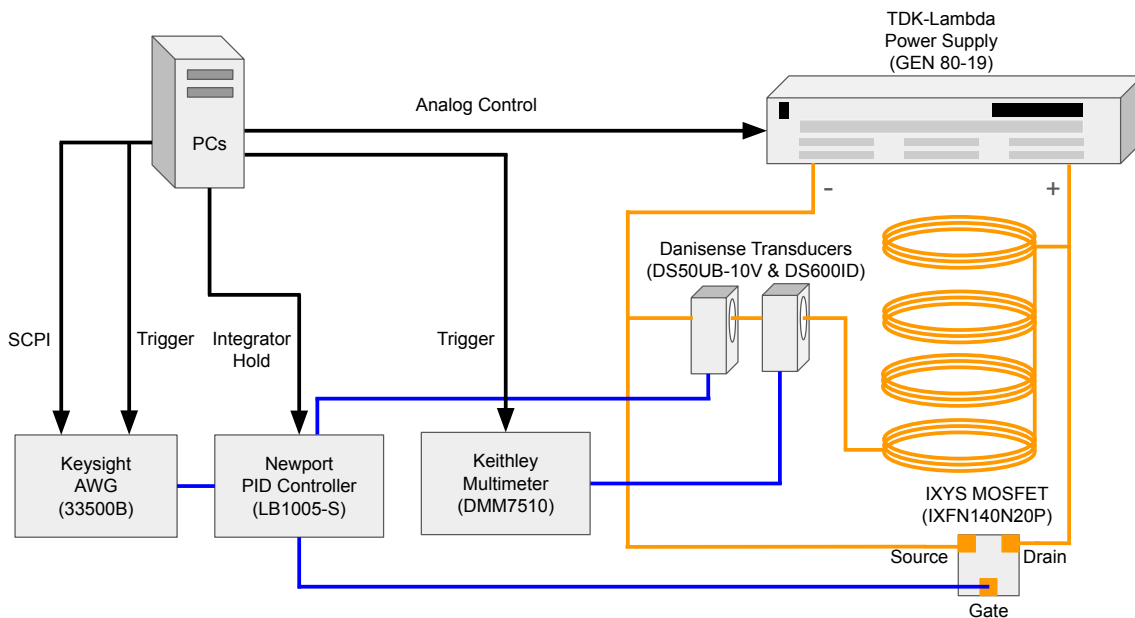 TDK-Lambda
Power Supply
(GEN 80-19)
Analog Control
PCs
-
+
Danisense Transducers
(DS50UB-10V & DS600ID)
SCPI
Trigger
Integrator
Hold
Trigger
Keysight
AWG
(33500B)
Newport
PID Controller
(LB1005-S)
Keithley
Multimeter
(DMM7510)
IXYS MOSFET
(IXFN140N20P)
Source
Drain
Gate